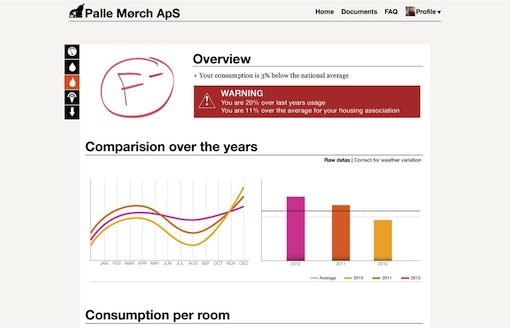 Palle Mørch ApS
Home Documents FAQ Profile ▾
F-
Overview
+ Your consumption is 3% below the national average
WARNING
You are 20% over last years usage
You are 11% over the average for your housing association
Comparision over the years
Raw datas | Correct for weather variation
JAN FEB MAR APR MAY JUN JUL AUG SEP OCT NOV DEC
2012 2011 2010
Average 2010 2011 2012
Consumption per room